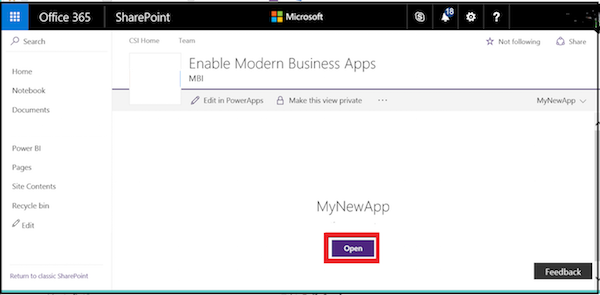 Office 365
SharePoint
Microsoft
18
?
Search
CSI Home
Team
Not following
Share
Enable Modern Business Apps
MBI
Home
Notebook
Documents
Power BI
Pages
Site Contents
Recycle bin
Edit
Return to classic SharePoint
Edit in PowerApps
Make this view private
...
MyNewApp
MyNewApp
Open
Feedback